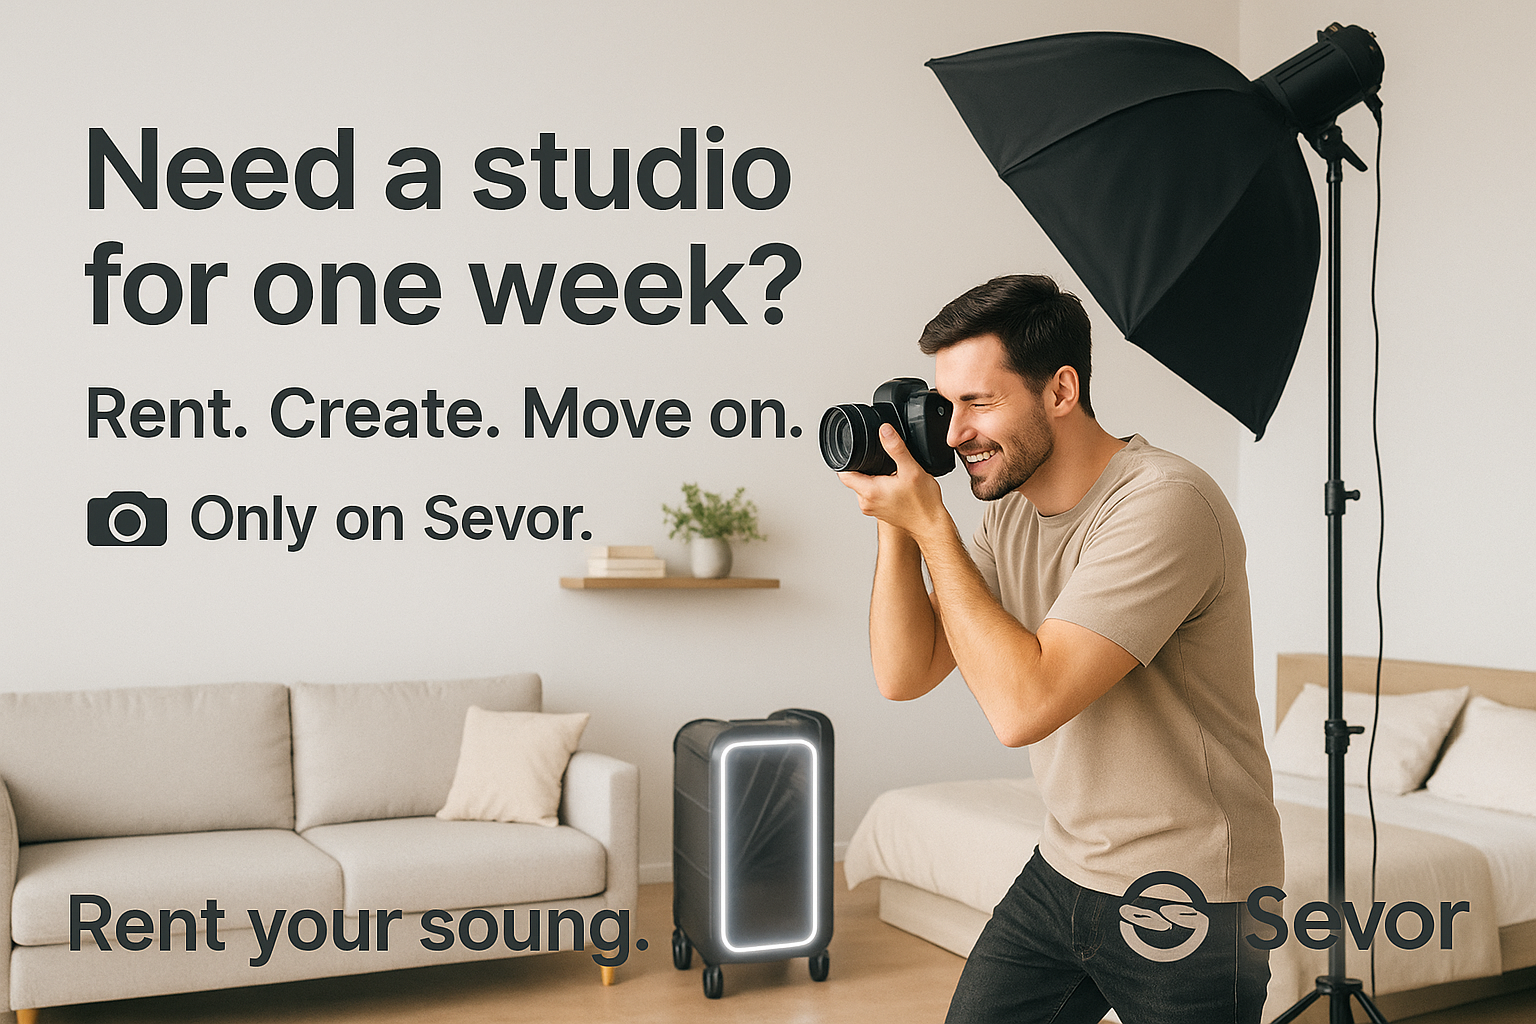 Need a studio
for one week?
Rent. Create. Move on.
Only on Sevor.
Rent your soung.
Sevor